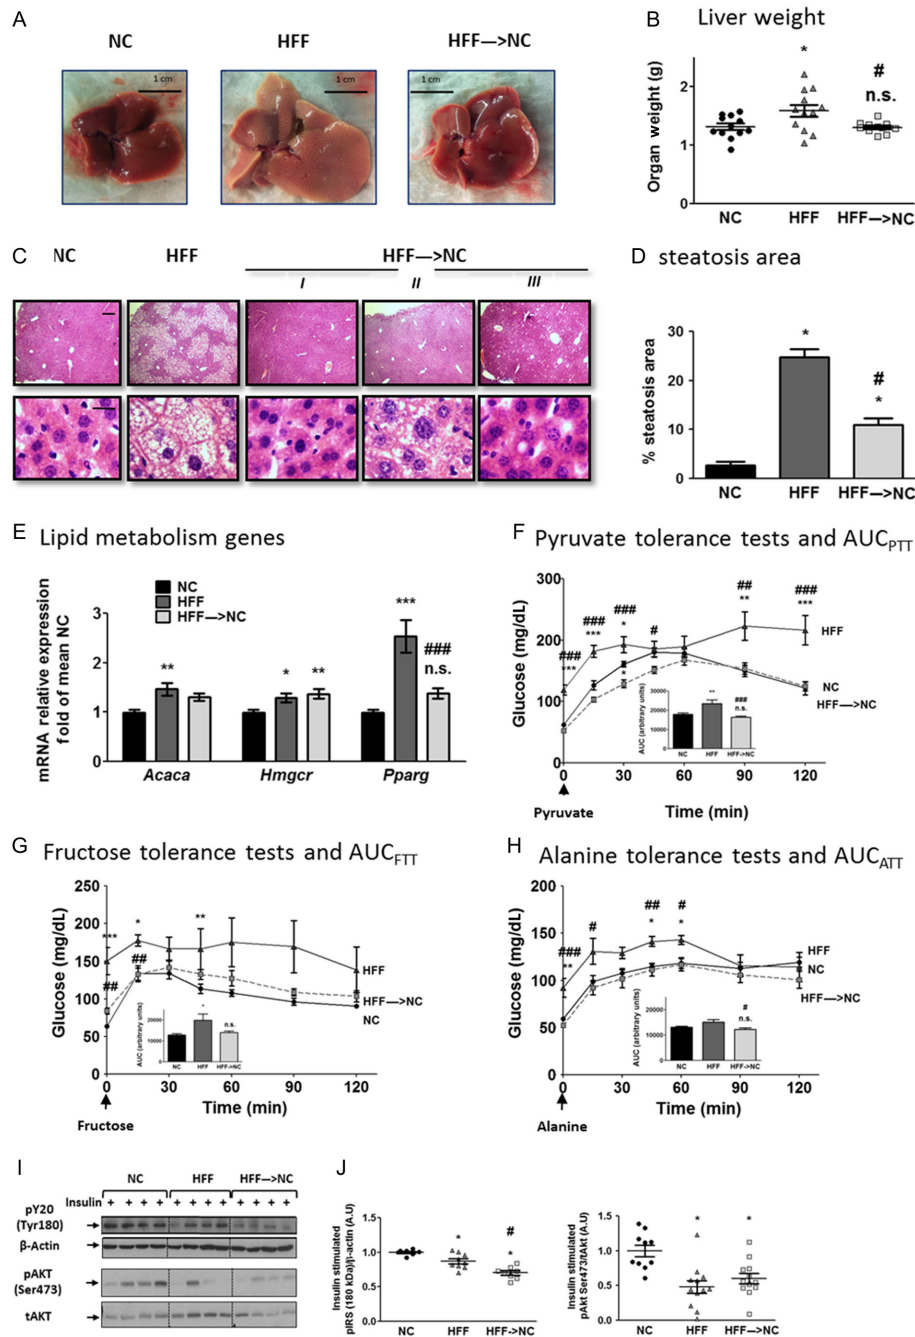 A
NC HFF HFF—>NC
1 cm 1 cm 1 cm
B Liver weight
Organ weight (g)
2
1
0
* # n.s.
NC HFF HFF—>NC
C NC HFF HFF—>NC
I II III
D steatosis area
% steatosis area
30
20
10
0
* # *
NC HFF HFF—>NC
E Lipid metabolism genes
mRNA relative expression
fold of mean NC
NC
HFF
HFF—>NC
3
2
1
0
** * ** *** ### n.s.
Acaca Hmgcr Pparg
F Pyruvate tolerance tests and AUCPTT
Glucose (mg/dL)
300
200
100
0
### *** ### *** ### * # * ## ** ### ***
HFF
NC
HFF—>NC
AUC (arbitrary units)
30000
20000
10000
0
** ### n.s.
NC HFF HFF->NC
0 30 60 90 120
Pyruvate Time (min)
G Fructose tolerance tests and AUCFTT
Glucose (mg/dL)
250
200
150
100
50
0
*** ## * ## **
HFF
HFF—>NC
NC
AUC (arbitrary units)
20000
10000
0
* n.s.
NC HFF HFF->NC
0 30 60 90 120
Time (min)
Fructose
H Alanine tolerance tests and AUCATT
Glucose (mg/dL)
200
150
100
50
0
### ** # ## * # *
HFF
NC
HFF—>NC
AUC (arbitrary units)
20000
10000
0
# n.s.
NC HFF HFF->NC
0 30 60 90 120
Time (min)
Alanine
I
NC HFF HFF—>NC
Insulin + + + + + + + + + + + +
pY20
(Tyr180)
β-Actin
pAKT
(Ser473)
tAKT
J
Insulin stimulated
pIRS (180 kDa)/β-actin (A.U)
1.5
1.0
0.5
0.0
* # *
NC HFF HFF->NC
Insulin stimulated
pAkt Ser473/tAkt (A.U)
1.5
1.0
0.5
0.0
* *
NC HFF HFF—>NC